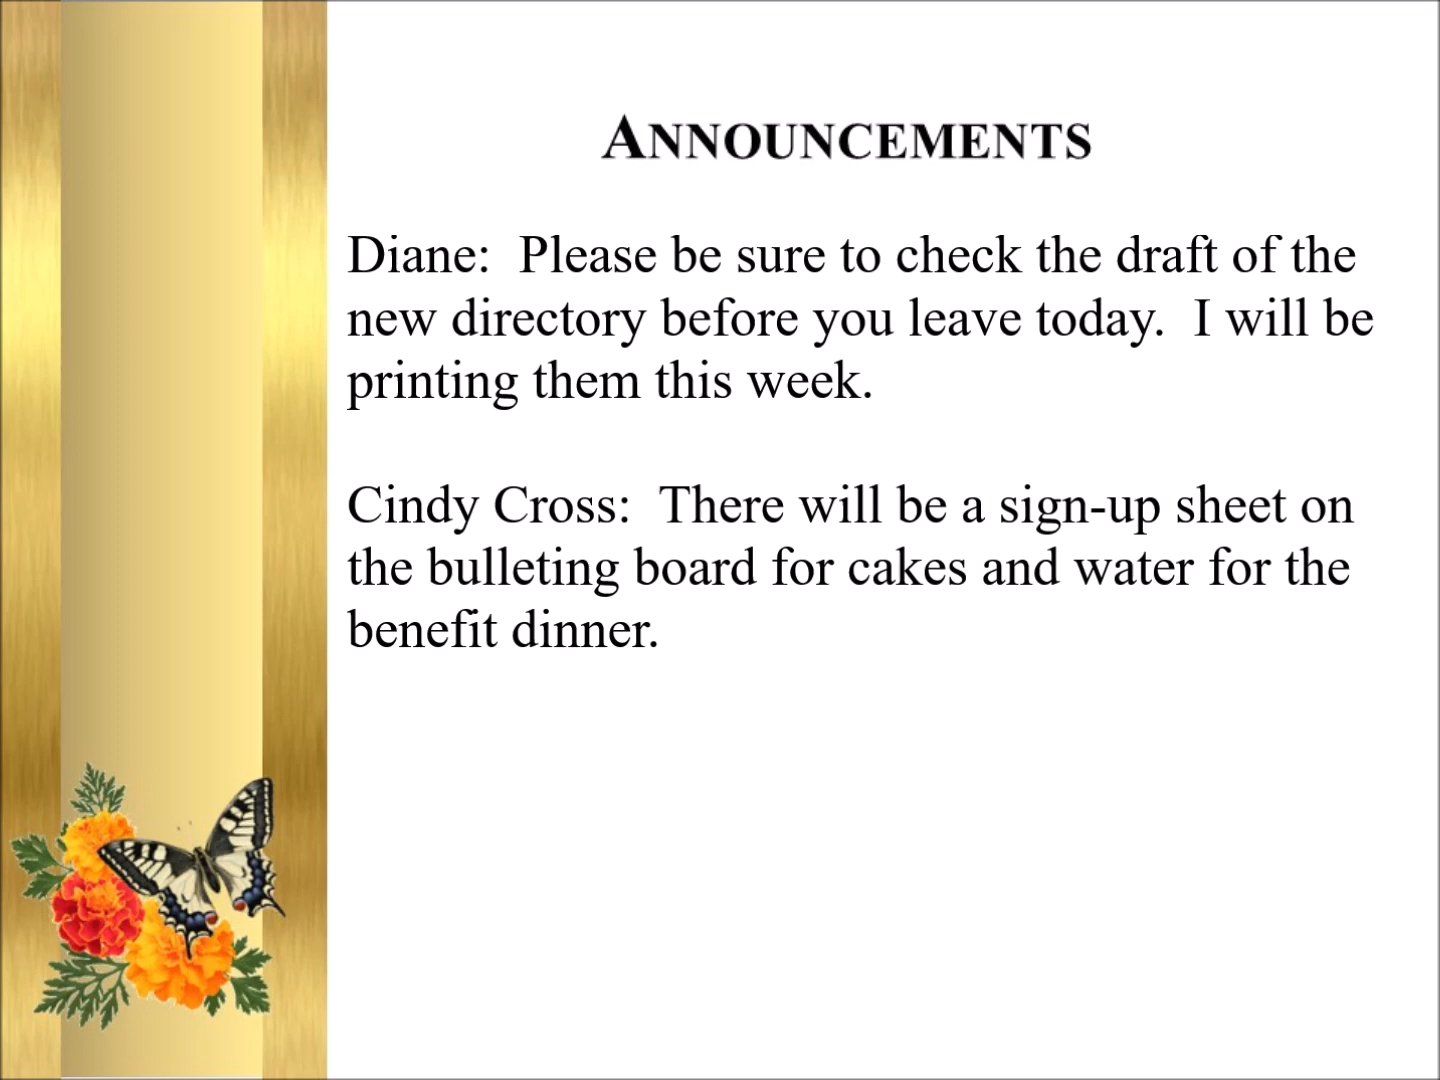 ANNOUNCEMENTS
Diane:  Please be sure to check the draft of the
new directory before you leave today.  I will be
printing them this week.
Cindy Cross:  There will be a sign-up sheet on
the bulleting board for cakes and water for the
benefit dinner.